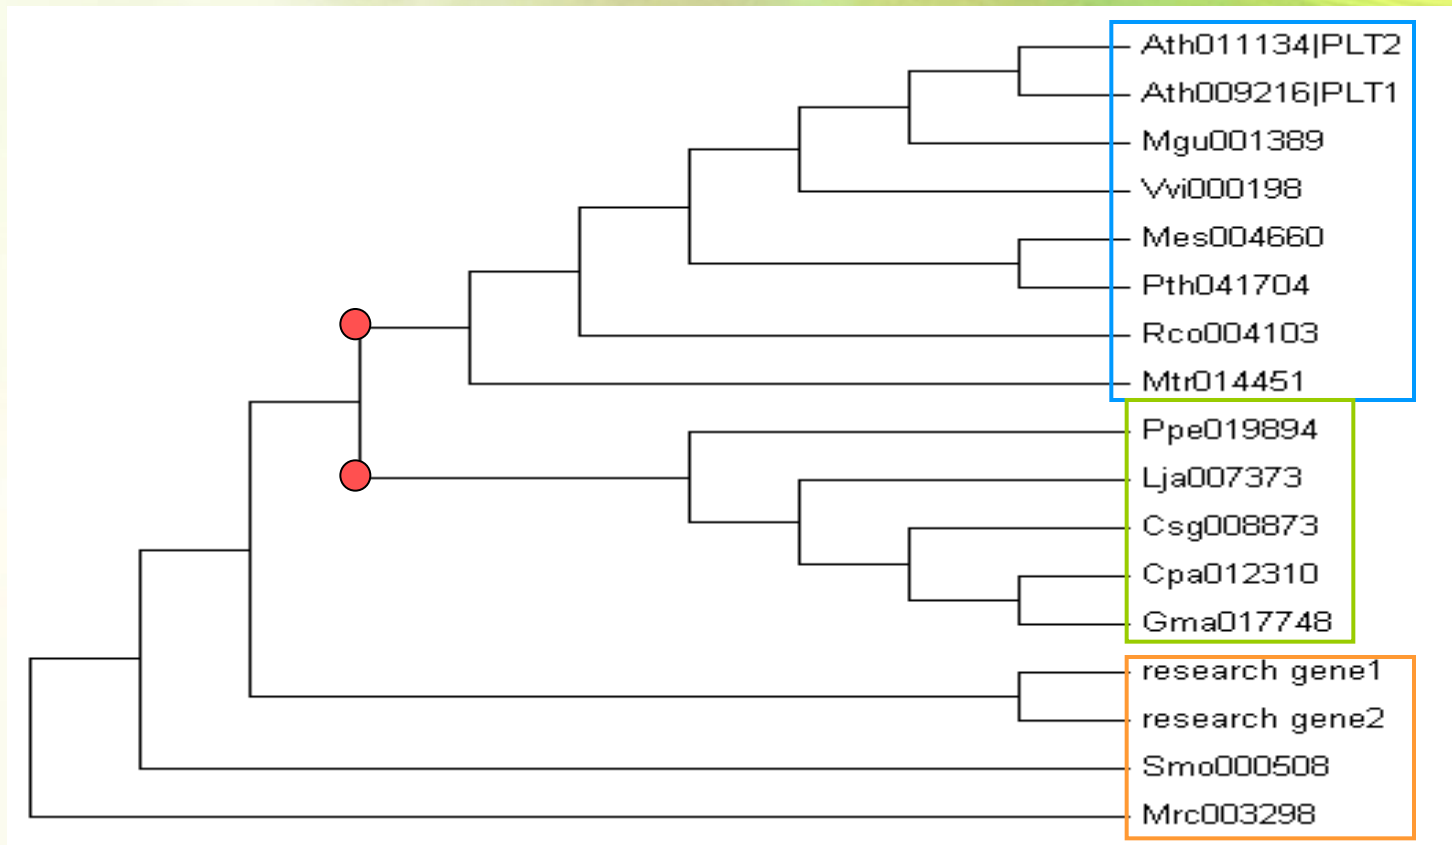 Ath011134|PLT2
Ath009216|PLT1
Mgu001389
Vvi000198
Mes004660
Pth041704
Rco004103
Mtr014451
Ppe019894
Lja007373
Csg008873
Cpa012310
Gma017748
research gene1
research gene2
Smo000508
Mrc003298